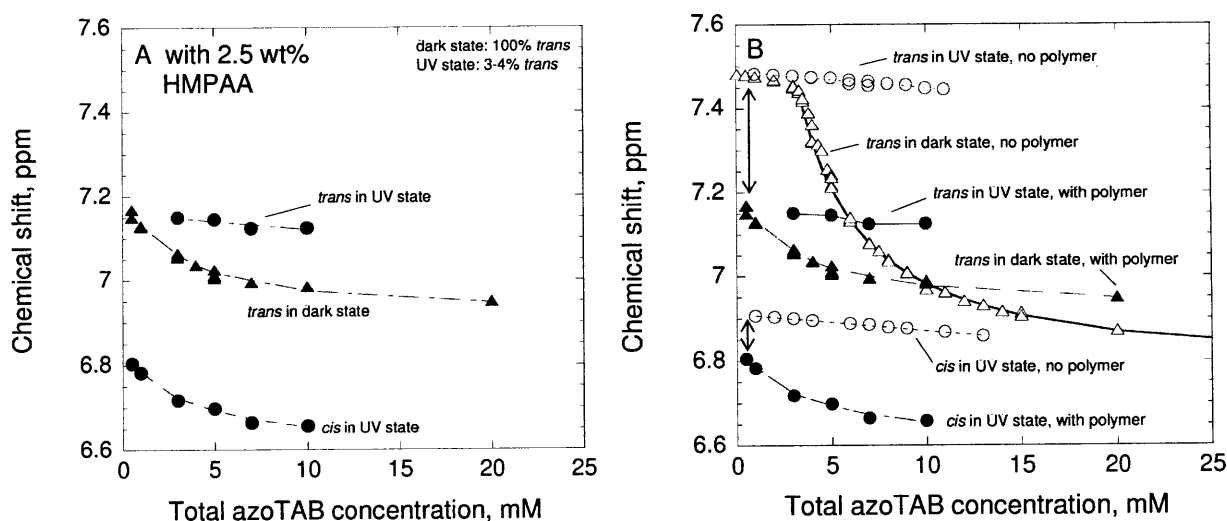 A with 2.5 wt%
HMPAA
dark state: 100% trans
UV state: 3-4% trans
7.6
7.4
7.2
7
6.8
6.6
Chemical shift, ppm
trans in UV state
trans in dark state
cis in UV state
0
5
10
15
20
Total azoTAB concentration, mM
B
7.6
7.4
7.2
7
6.8
6.6
Chemical shift, ppm
trans in UV state, no polymer
trans in dark state, no polymer
trans in UV state, with polymer
trans in dark state, with polymer
cis in UV state, no polymer
cis in UV state, with polymer
0
5
10
15
20
25
Total azoTAB concentration, mM